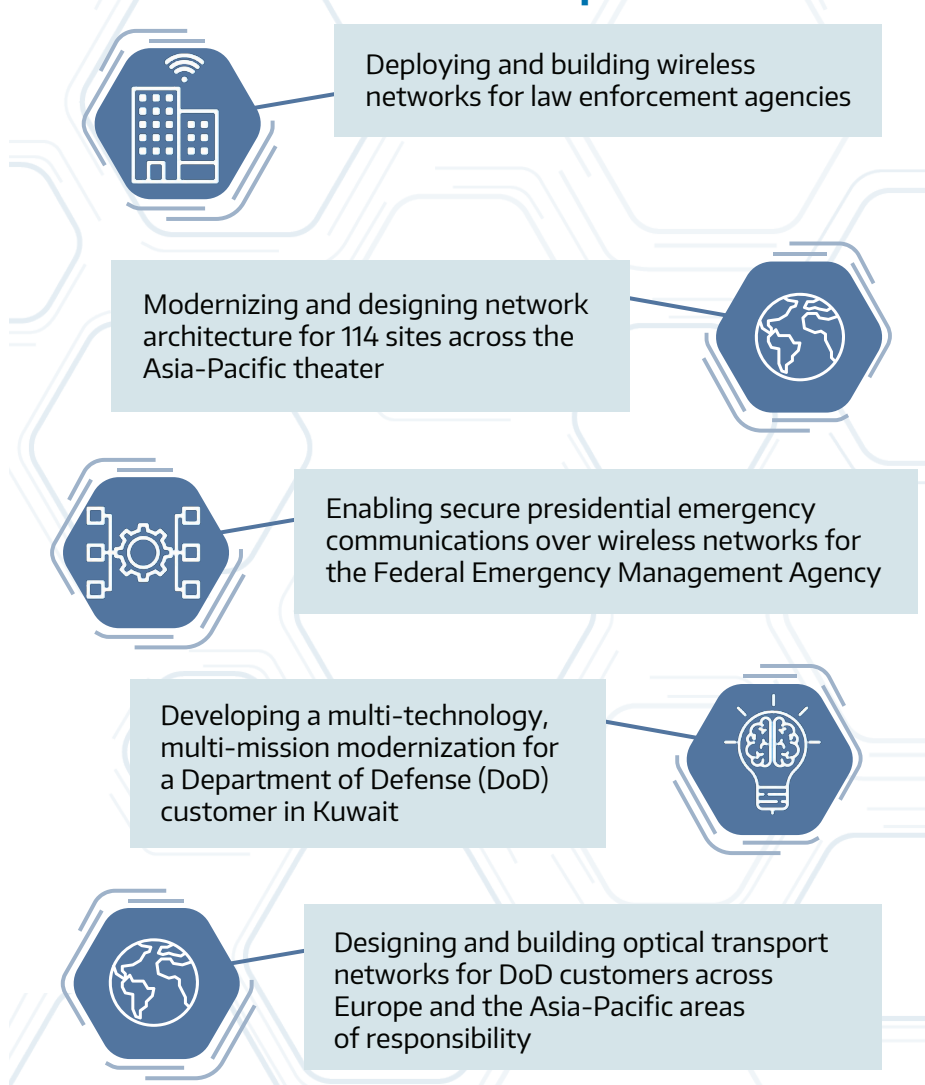 Deploying and building wireless
networks for law enforcement agencies
Modernizing and designing network
architecture for 114 sites across the
Asia-Pacific theater
Enabling secure presidential emergency
communications over wireless networks for
the Federal Emergency Management Agency
Developing a multi-technology,
multi-mission modernization for
a Department of Defense (DoD)
customer in Kuwait
Designing and building optical transport
networks for DoD customers across
Europe and the Asia-Pacific areas
of responsibility